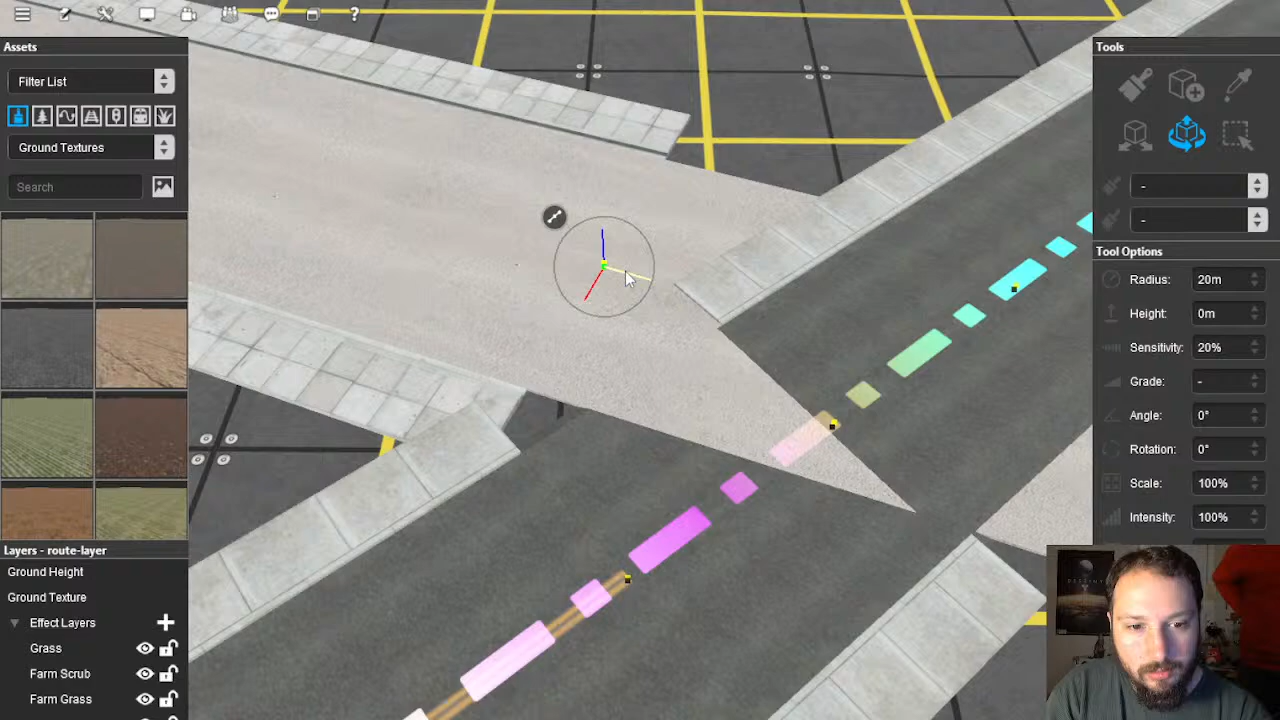 ?
Assets
Filter List
Ground Textures
Search
Layers - route-layer
Ground Height
Ground Texture
Effect Layers
Grass
Farm Scrub
Farm Grass
Tools
-
-
Tool Options
Radius: 20m
Height: 0m
Sensitivity: 20%
Grade: -
Angle: 0°
Rotation: 0°
Scale: 100%
Intensity: 100%
DESTINY